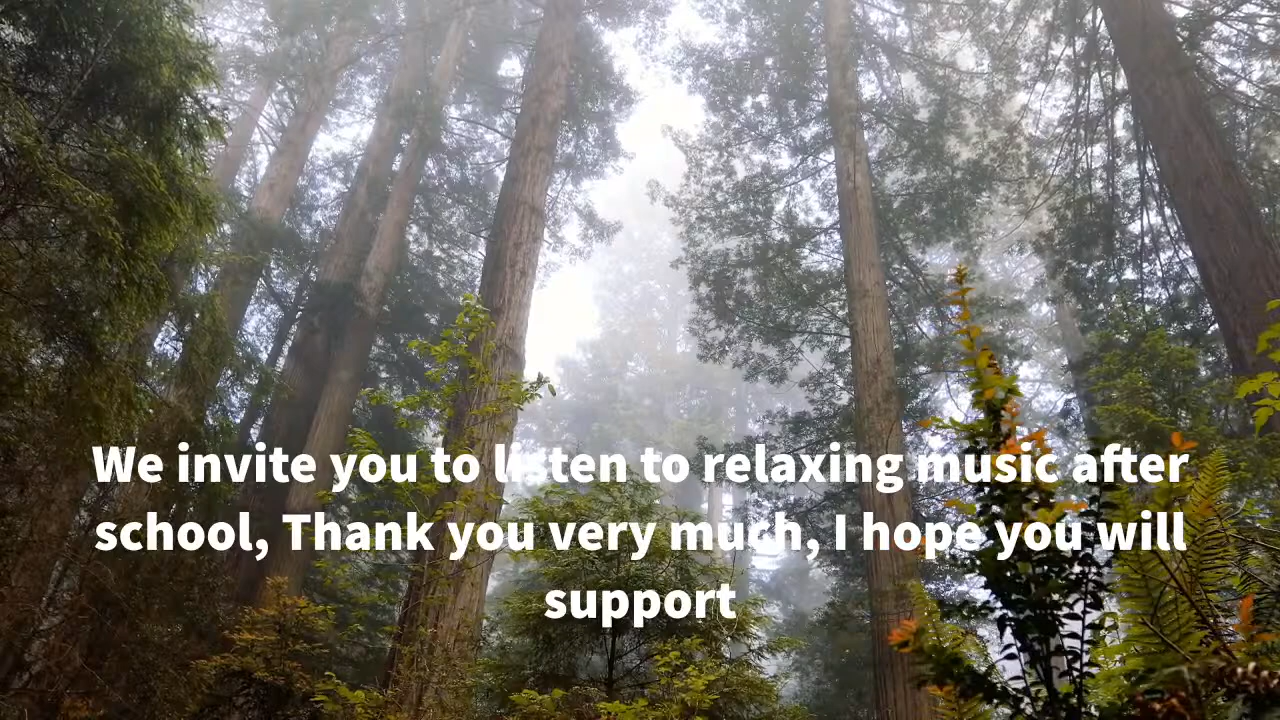 We invite you to listen to relaxing music after
school, Thank you very much, I hope you will
support